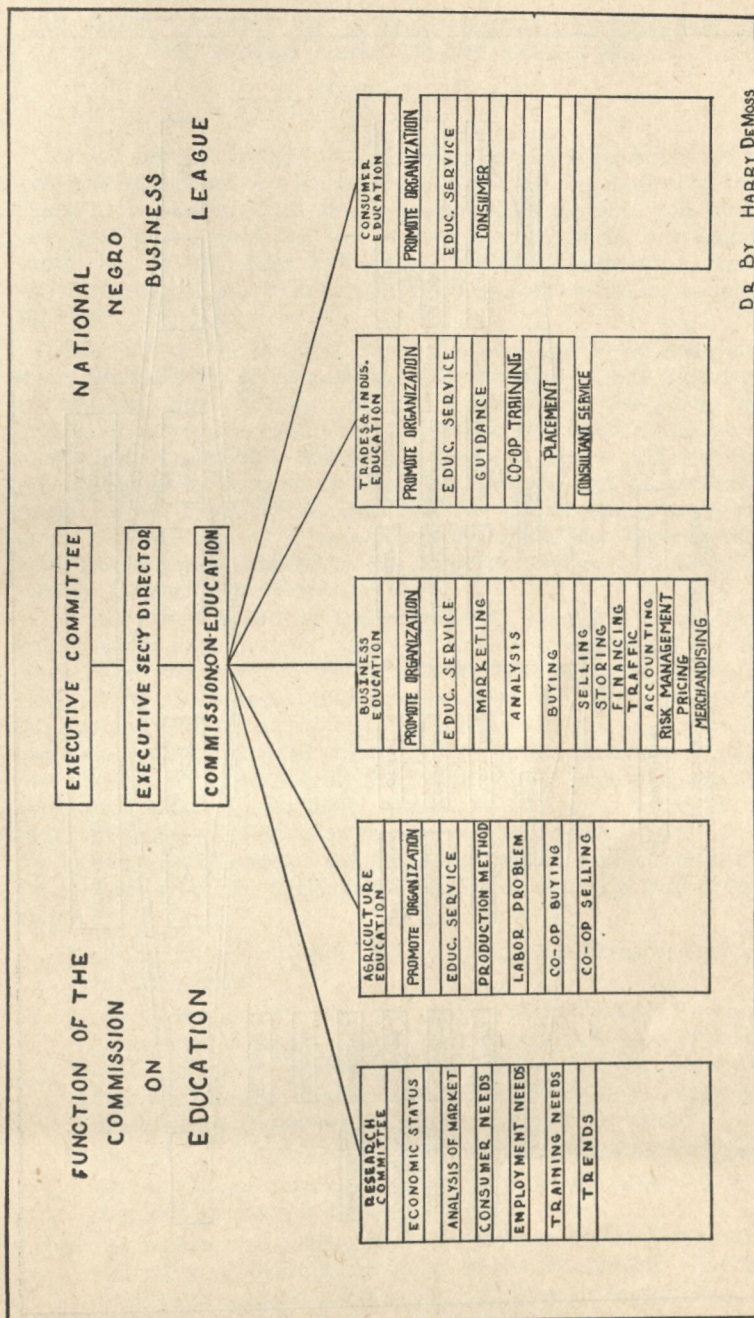 FUNCTION OF THE
COMMISSION
ON
EDUCATION
NATIONAL
NEGRO
BUSINESS
LEAGUE
EXECUTIVE COMMITTEE
EXECUTIVE SEC'Y DIRECTOR
COMMISSION-ON-EDUCATION
RESEARCH
COMMITTEE
ECONOMIC STATUS
ANALYSIS OF MARKET
CONSUMER NEEDS
EMPLOYMENT NEEDS
TRAINING NEEDS
TRENDS
AGRICULTURE
EDUCATION
PROMOTE ORGANIZATION
EDUC. SERVICE
PRODUCTION METHOD
LABOR PROBLEM
CO-OP BUYING
CO-OP SELLING
BUSINESS
EDUCATION
PROMOTE ORGANIZATION
EDUC. SERVICE
MARKETING
ANALYSIS
BUYING
SELLING
STORING
FINANCING
TRAFFIC
ACCOUNTING
RISK MANAGEMENT
PRICING
MERCHANDISING
TRADES & INDUS.
EDUCATION
PROMOTE ORGANIZATION
EDUC. SERVICE
GUIDANCE
CO-OP TRAINING
PLACEMENT
CONSULTANT SERVICE
CONSUMER
EDUCATION
PROMOTE ORGANIZATION
EDUC. SERVICE
CONSUMER
DR BY HARRY DEMOSS